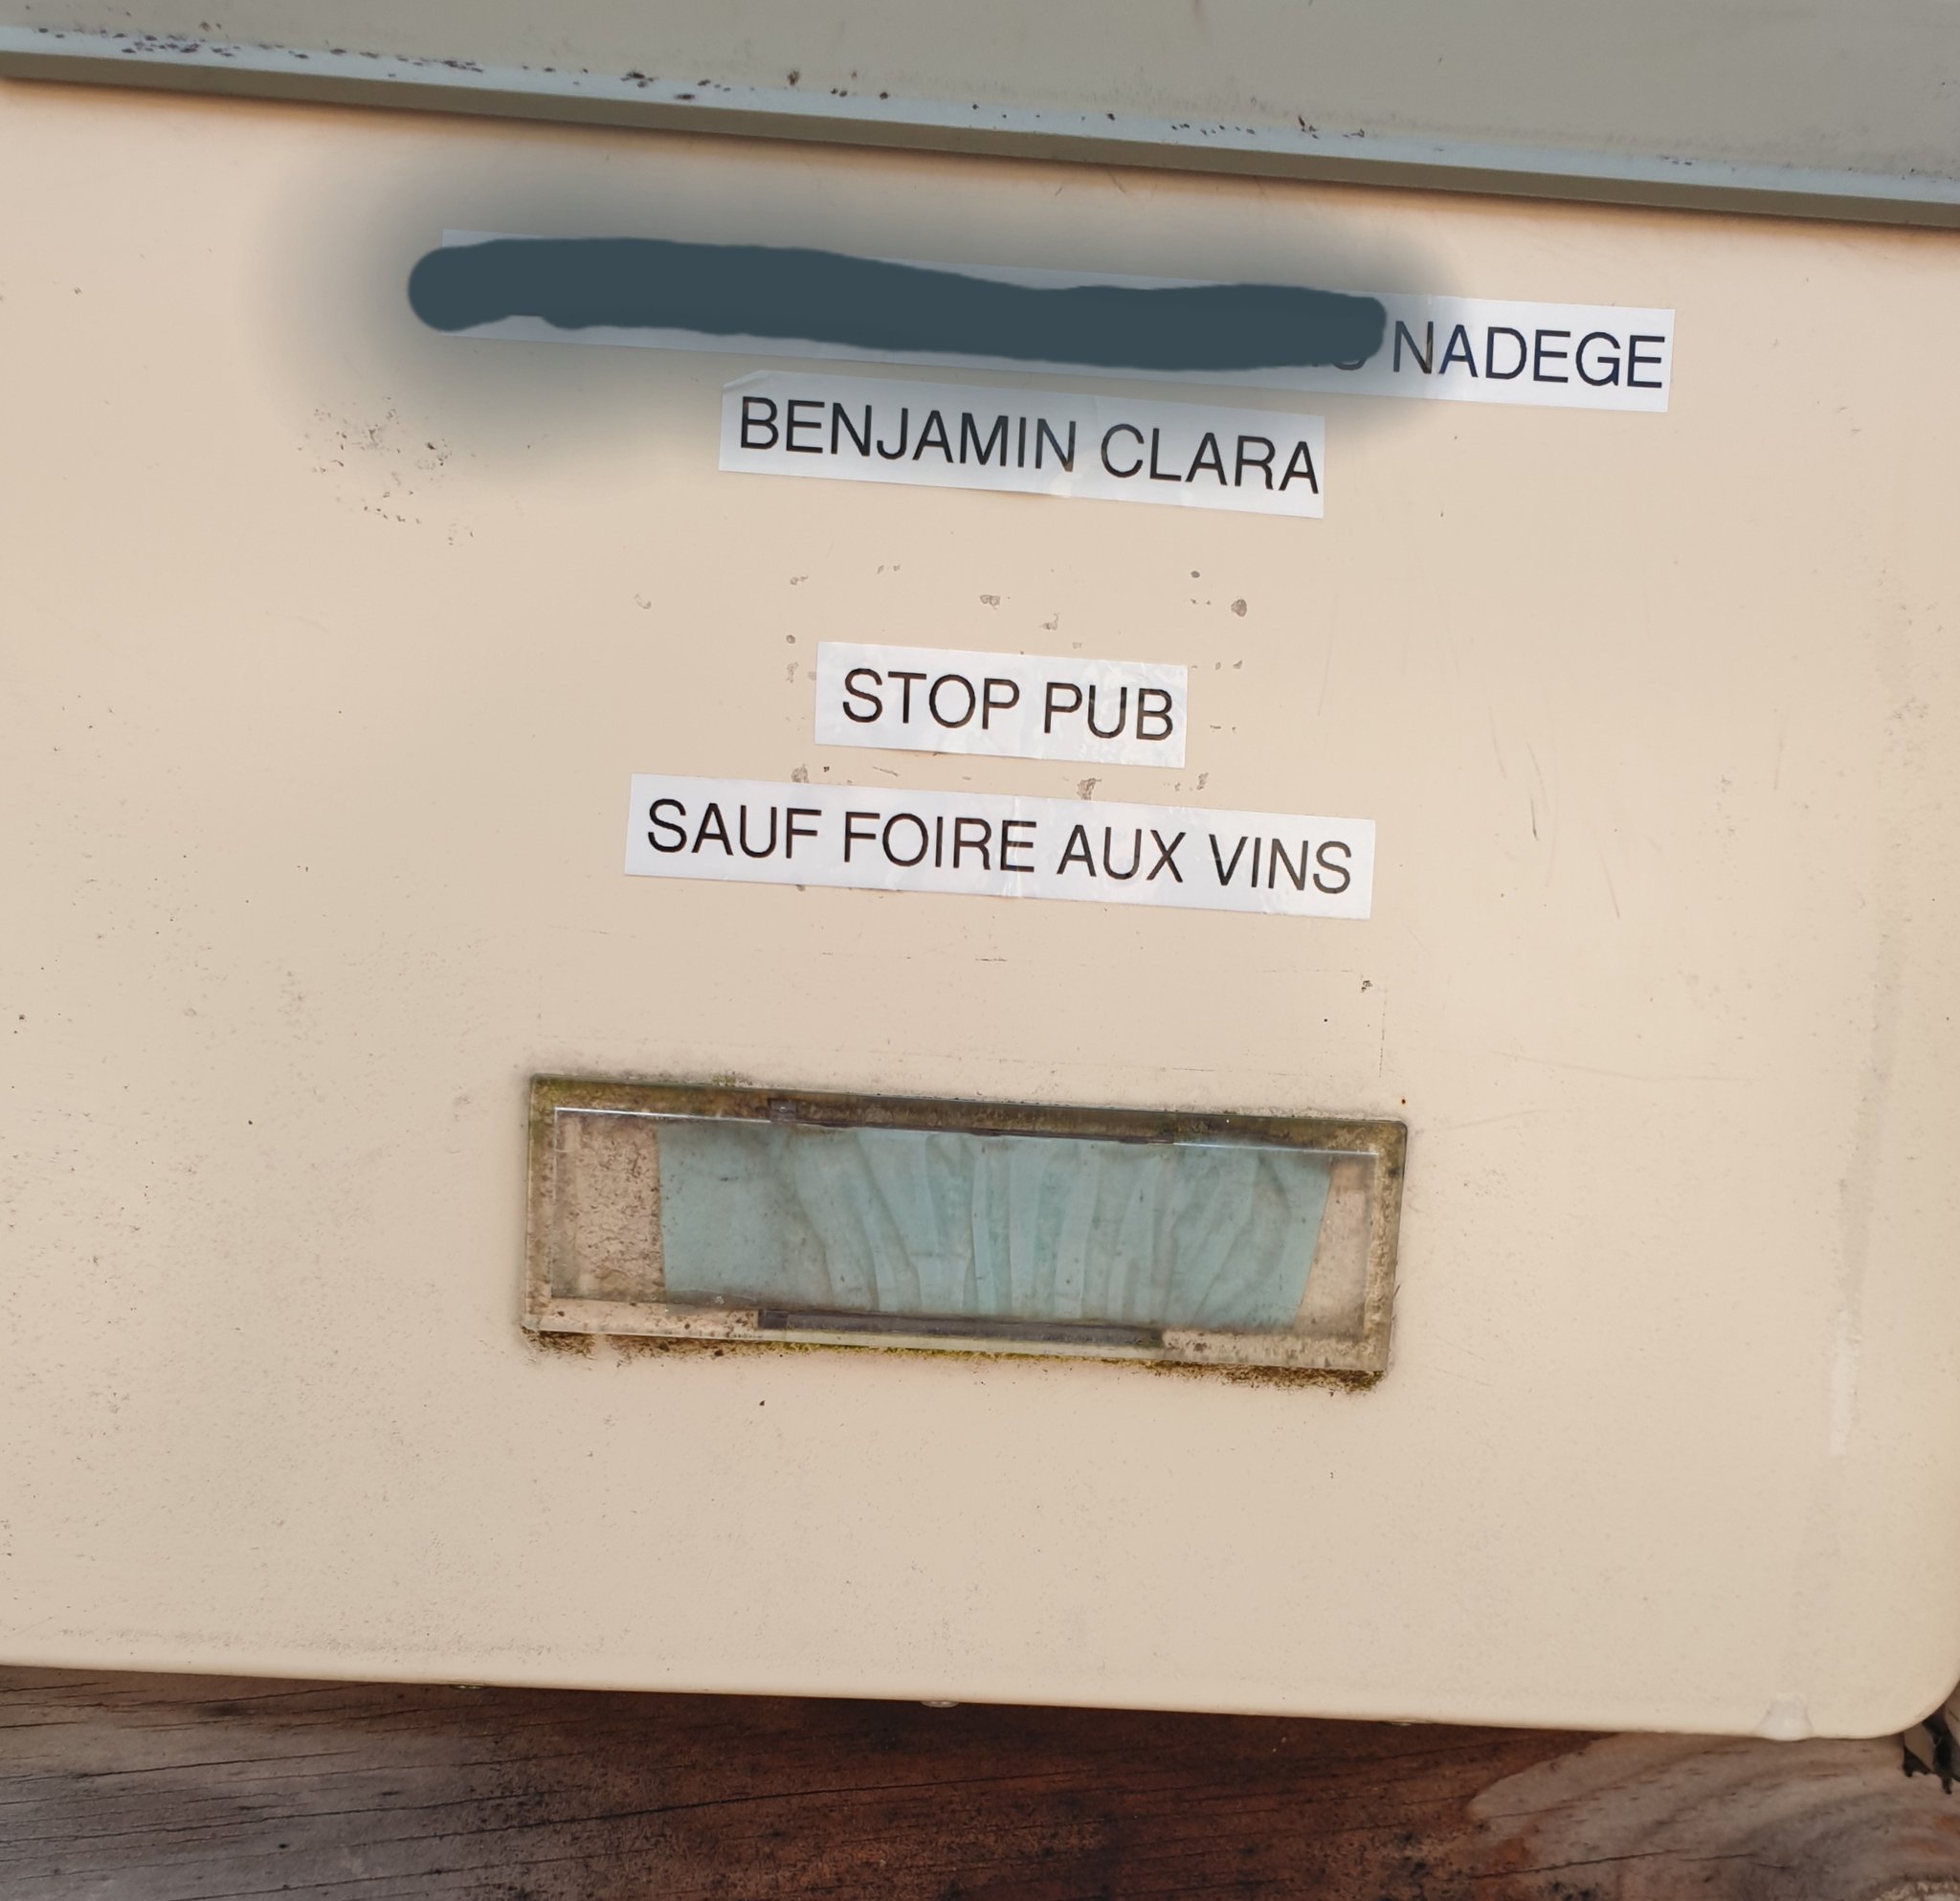 NADEGE
BENJAMIN CLARA
STOP PUB
SAUF FOIRE AUX VINS